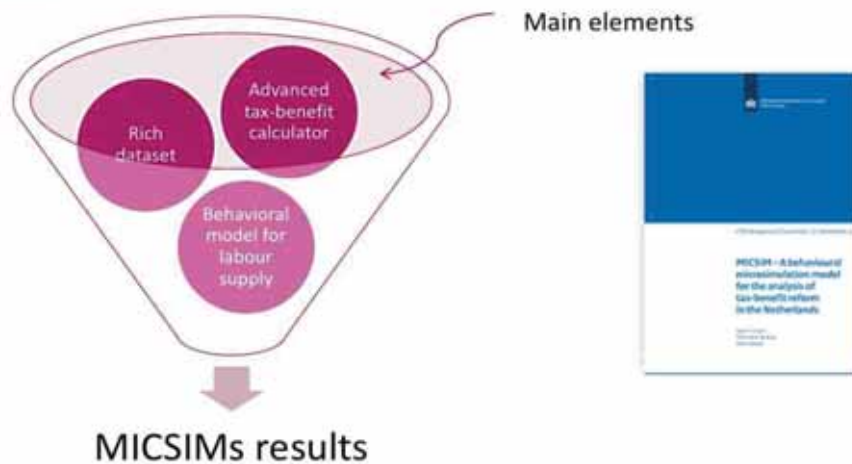 Main elements
Advanced
tax-benefit
calculator
Rich
dataset
Behavioral
model for
labour
supply
MICSIMs results
MICSIM – A behavioural
microsimulation model
for the analysis of
tax-benefit reform
in the Netherlands